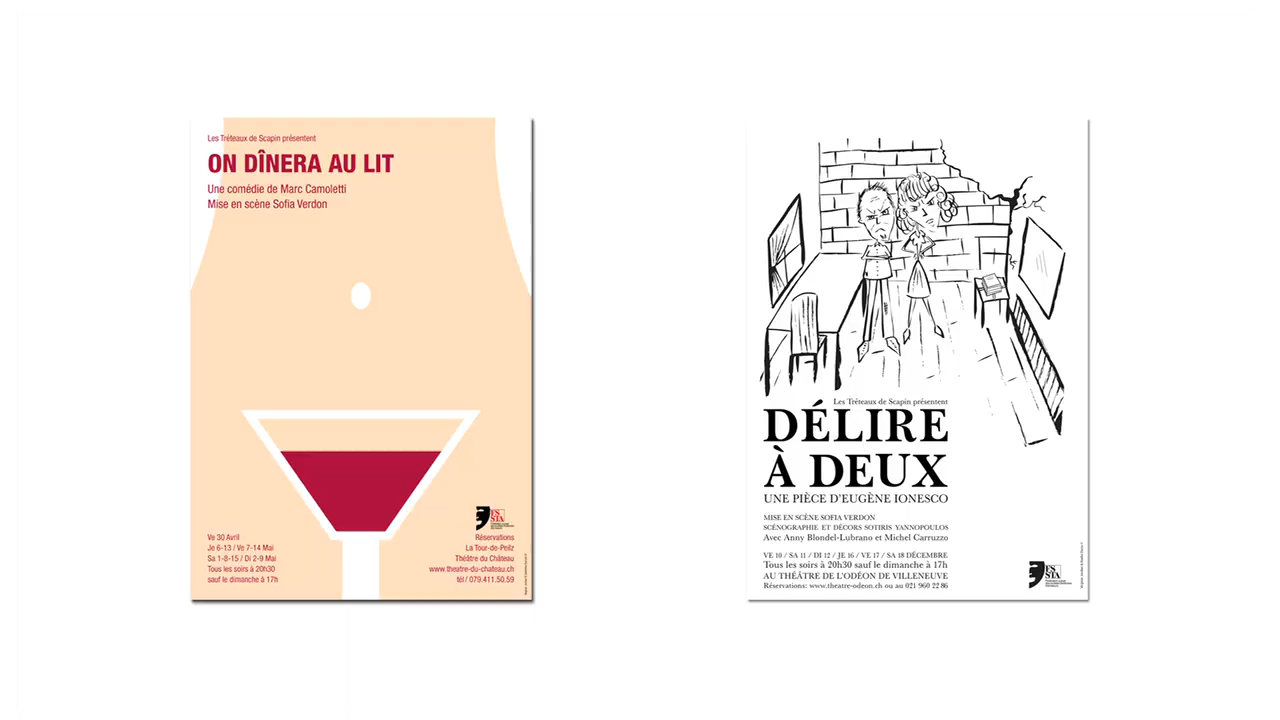 Les Tréteaux de Scapin présentent
ON DÎNERA AU LIT
Une comédie de Marc Camoletti
Mise en scène Sofia Verdon
Ve 30 Avril
Je 6-13 / Ve 7-14 Mai
Sa 1-8-15 / Di 2-9 Mai
Tous les soirs à 20h30
sauf le dimanche à 17h
FS
STA
Réservations
La Tour-de-Peilz
Théâtre du Château
www.theatre-du-chateau.ch
tél / 079.411.50.59
Les Tréteaux de Scapin présentent
DÉLIRE
À DEUX
UNE PIÈCE D'EUGÈNE IONESCO
MISE EN SCÈNE SOFIA VERDON
SCÉNOGRAPHIE ET DÉCORS SOTIRIS YANNOPOULOS
Avec Anny Blondel-Lubrano et Michel Carruzzo
VE 10 / SA 11 / DI 12 / JE 16 / VE 17 / SA 18 DÉCEMBRE
Tous les soirs à 20h30 sauf le dimanche à 17h
AU THÉÂTRE DE L'ODÉON DE VILLENEUVE
Réservations: www.theatre-odeon.ch ou au 021 960 22 86
FS
STA